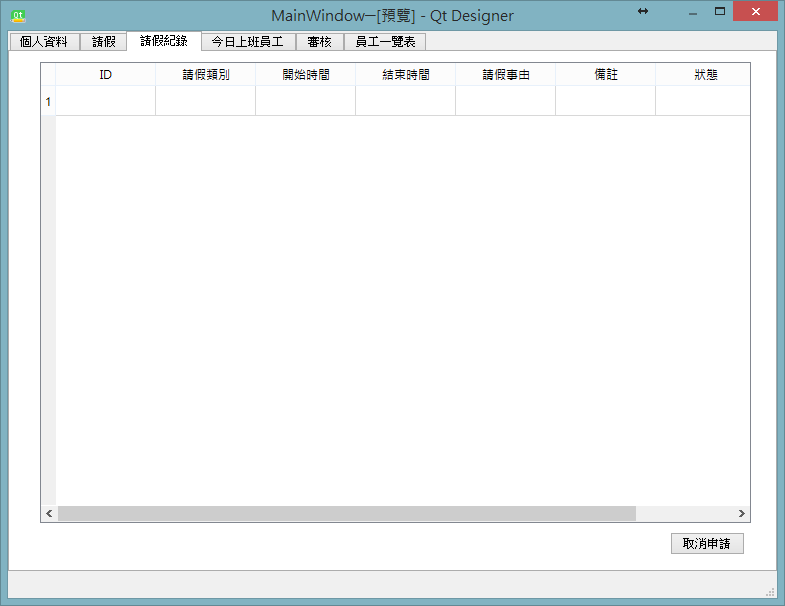 Qt
MainWindow─[預覽] - Qt Designer
個人資料 請假 請假紀錄 今日上班員工 審核 員工一覽表
ID 請假類別 開始時間 結束時間 請假事由 備註 狀態
1
取消申請